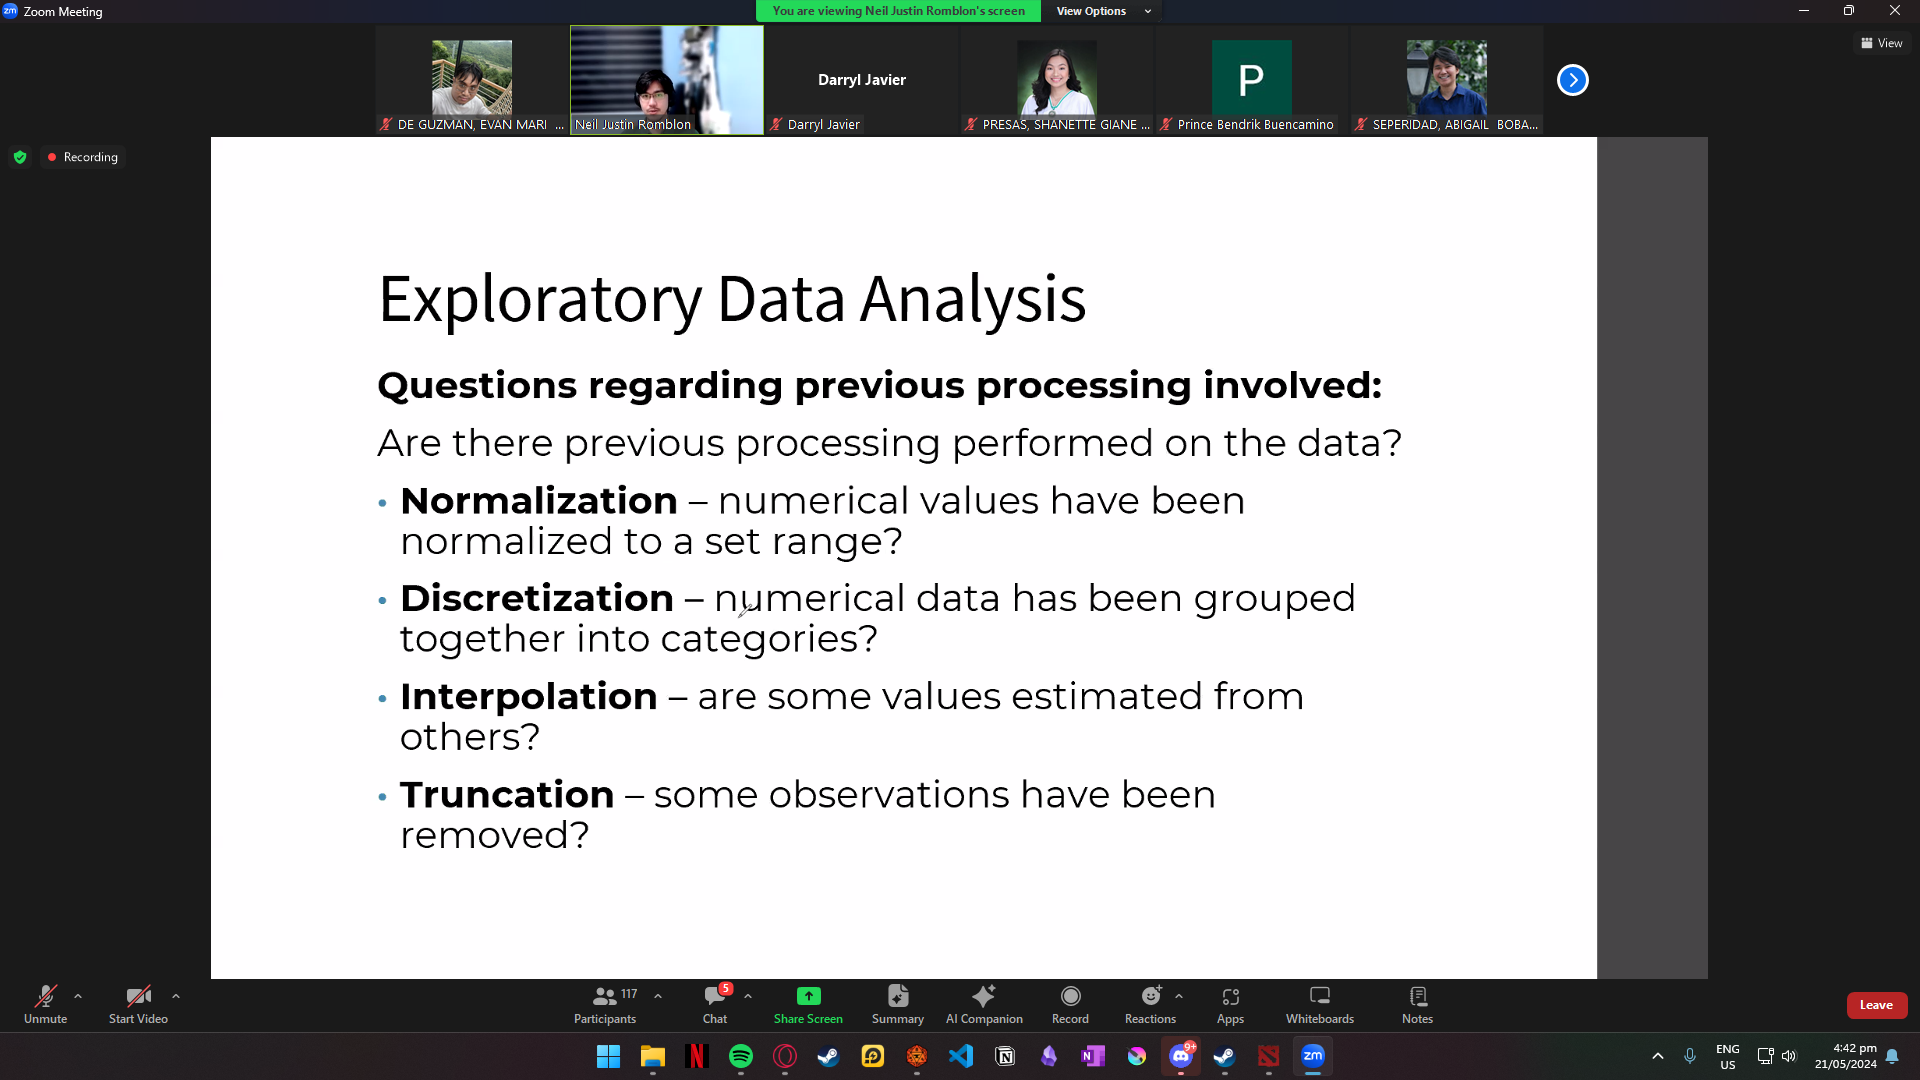 zm Zoom Meeting
You are viewing Neil Justin Romblon's screen
View Options
View
Darryl Javier
P
DE GUZMAN, EVAN MARI ...
Neil Justin Romblon
Darryl Javier
PRESAS, SHANETTE GIANE ...
Prince Bendrik Buencamino
SEPERIDAD, ABIGAIL BOBA...
Recording
Exploratory Data Analysis
Questions regarding previous processing involved:
Are there previous processing performed on the data?
• Normalization – numerical values have been
normalized to a set range?
• Discretization – numerical data has been grouped
together into categories?
• Interpolation – are some values estimated from
others?
• Truncation – some observations have been
removed?
Unmute
Start Video
117
Participants
5
Chat
Share Screen
Summary
AI Companion
Record
Reactions
Apps
Whiteboards
Notes
Leave
N
N
9+
zm
ENG
US
4:42 pm
21/05/2024